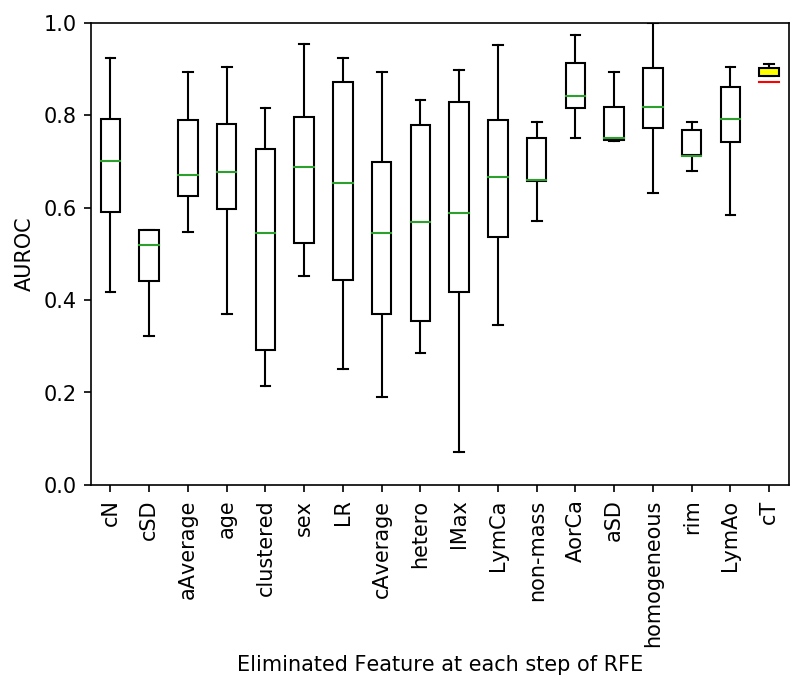 1.0
0.8
0.6
0.4
0.2
0.0
AUROC
cN
cSD
aAverage
age
clustered
sex
LR
cAverage
hetero
lMax
LymCa
non-mass
AorCa
aSD
homogeneous
rim
LymAo
cT
Eliminated Feature at each step of RFE